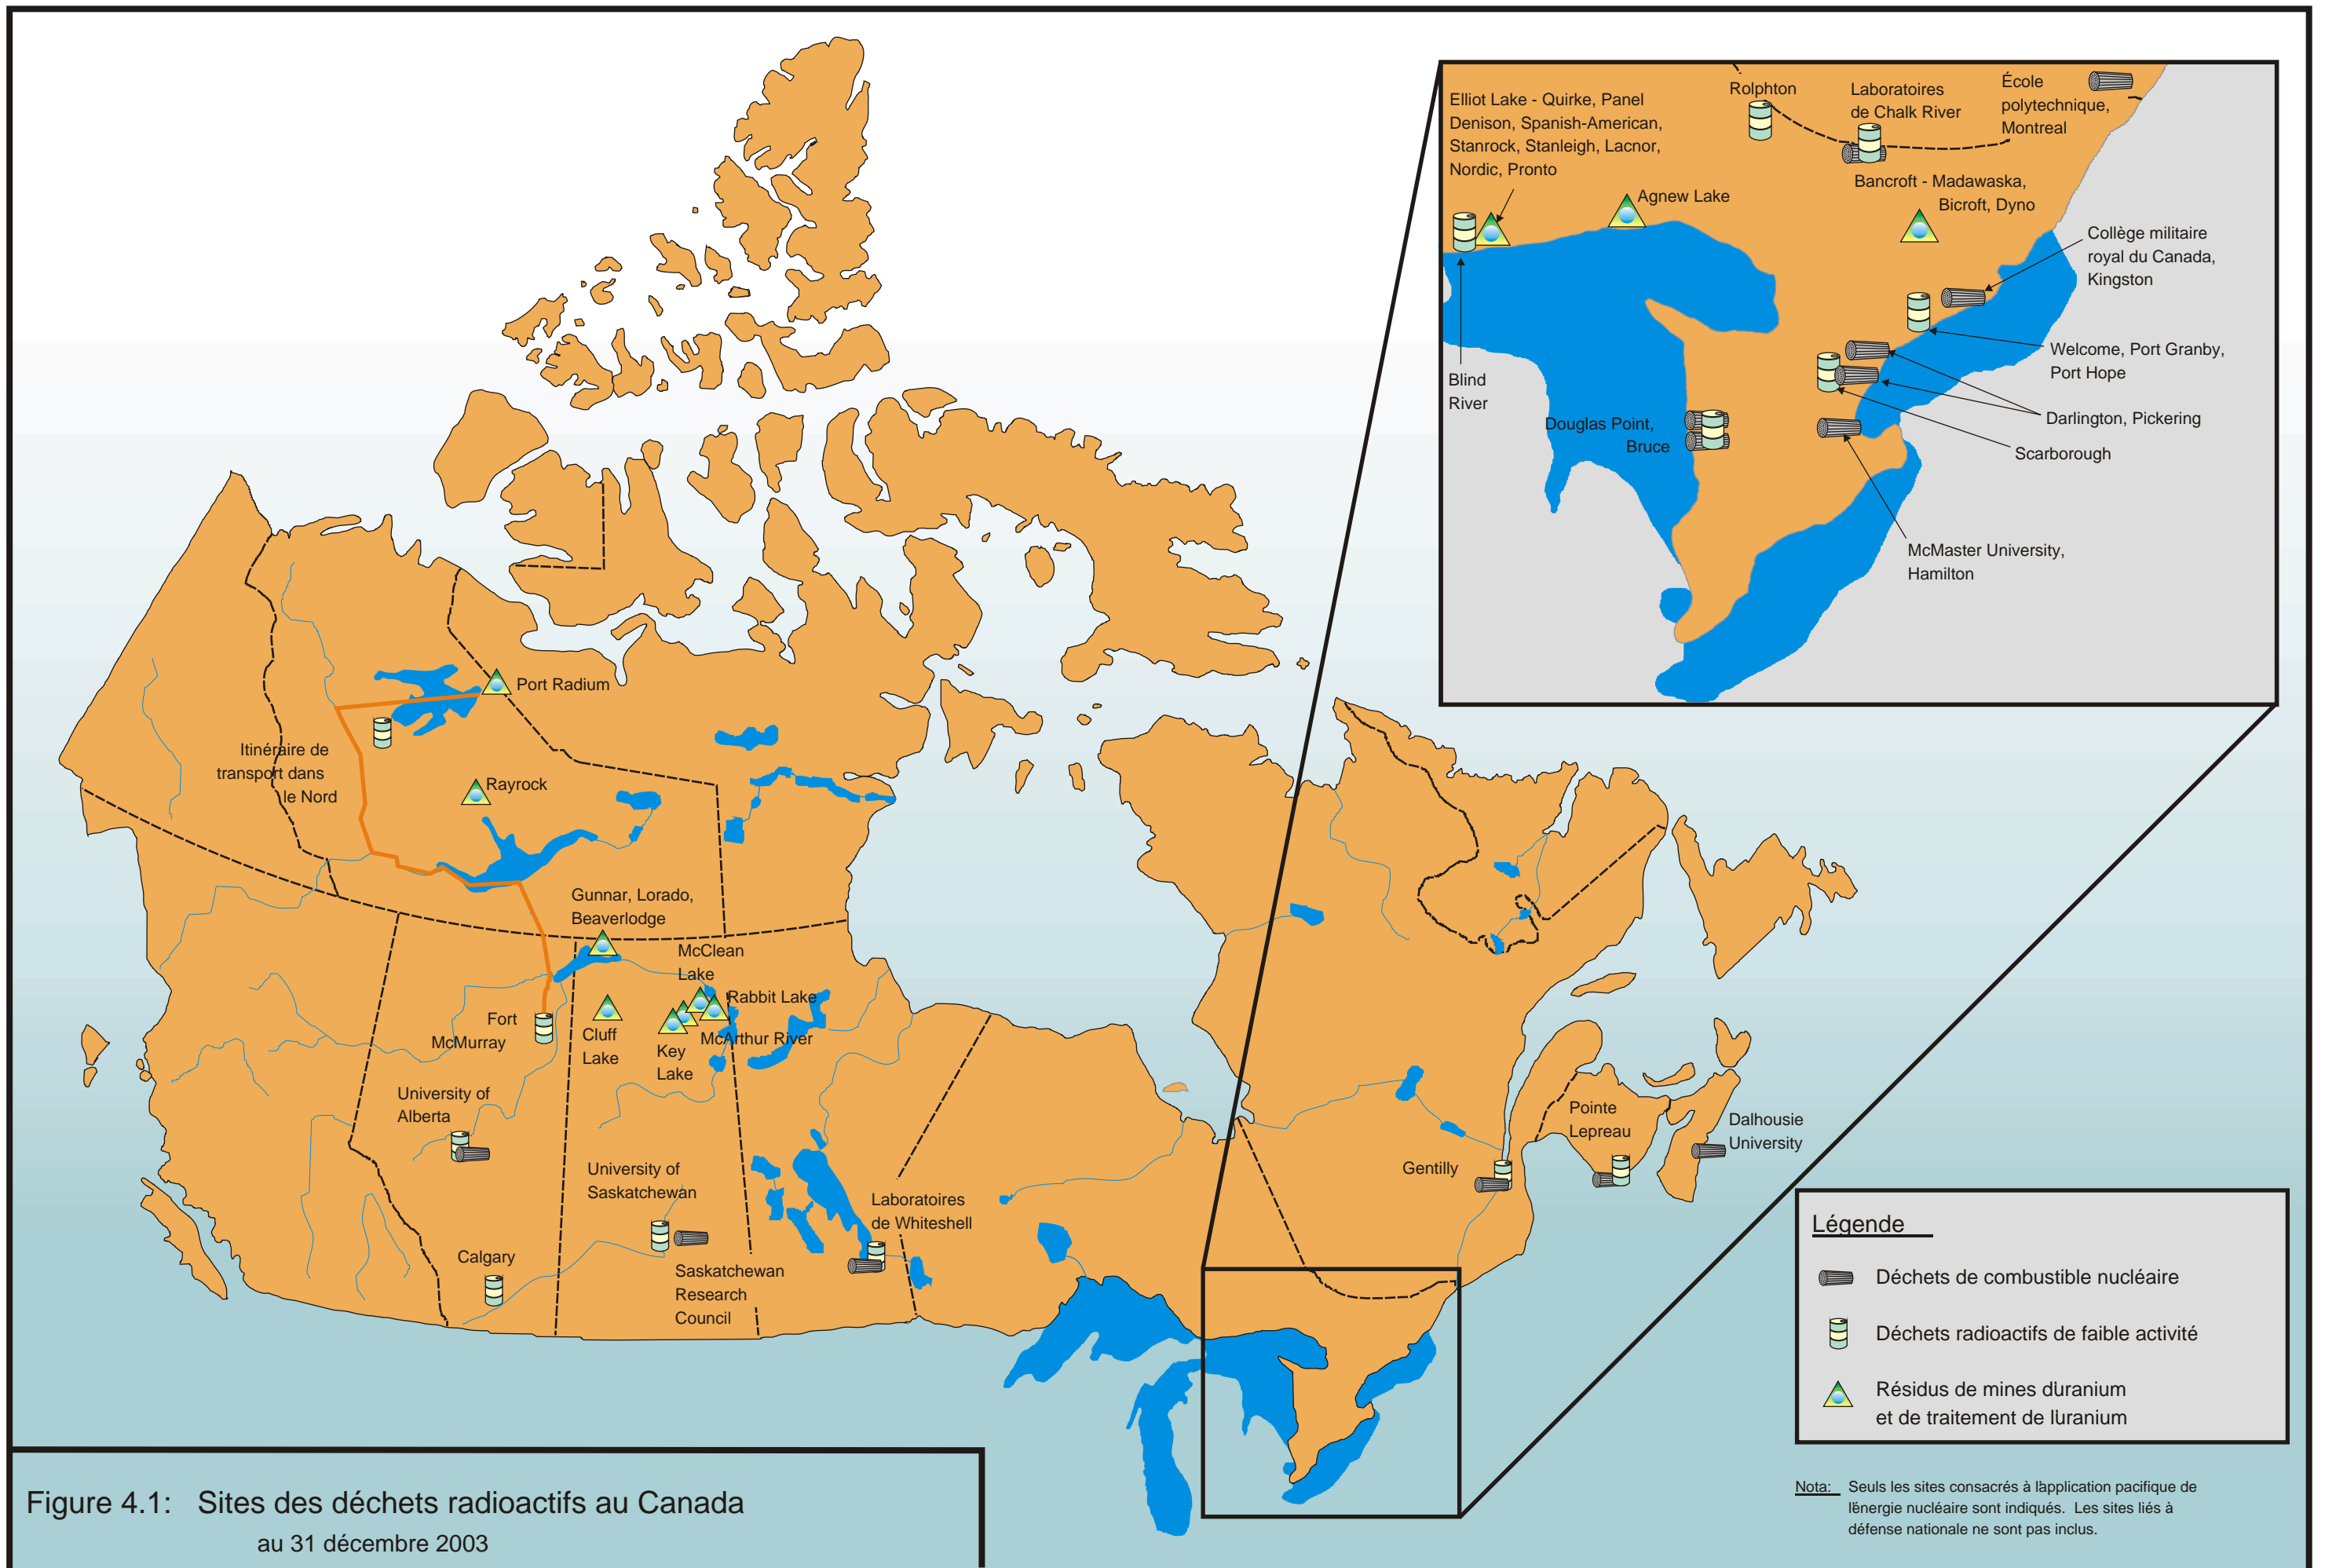 Elliot Lake - Quirke, Panel
Denison, Spanish-American,
Stanrock, Stanleigh, Lacnor,
Nordic, Pronto
Rolphton
Laboratoires
de Chalk River
École
polytechnique,
Montreal
Agnew Lake
Bancroft - Madawaska,
Bicroft, Dyno
Collège militaire
royal du Canada,
Kingston
Welcome, Port Granby,
Port Hope
Blind
River
Darlington, Pickering
Douglas Point,
Bruce
Scarborough
McMaster University,
Hamilton
Port Radium
Itinéraire de
transport dans
le Nord
Rayrock
Gunnar, Lorado,
Beaverlodge
McClean
Lake
Rabbit Lake
Fort
McMurray
Cluff
Lake
Key
Lake
McArthur River
University of
Alberta
University of
Saskatchewan
Laboratoires
de Whiteshell
Calgary
Saskatchewan
Research
Council
Gentilly
Pointe
Lepreau
Dalhousie
University
Légende
Déchets de combustible nucléaire
Déchets radioactifs de faible activité
Résidus de mines duranium
et de traitement de luranium
Nota: Seuls les sites consacrés à lapplication pacifique de
lénergie nucléaire sont indiqués. Les sites liés à
défense nationale ne sont pas inclus.
Figure 4.1: Sites des déchets radioactifs au Canada
au 31 décembre 2003